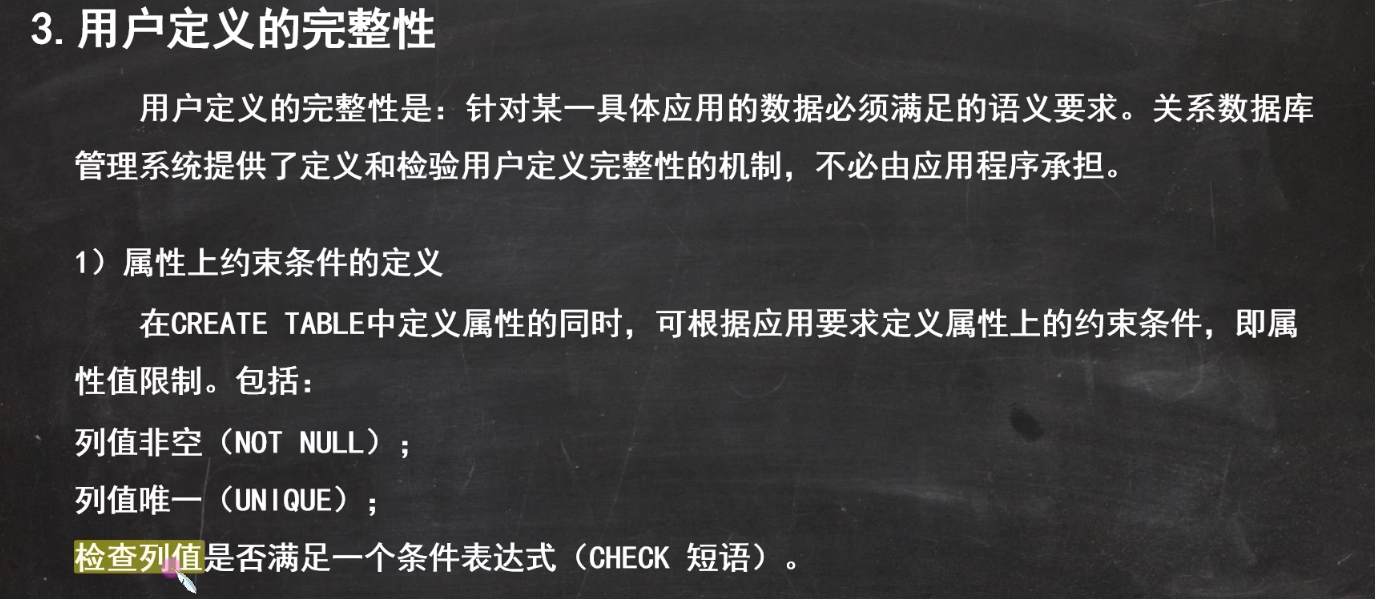 3. 用户定义的完整性
用户定义的完整性是：针对某一具体应用的数据必须满足的语义要求。关系数据库
管理系统提供了定义和检验用户定义完整性的机制，不必由应用程序承担。
1）属性上约束条件的定义
在CREATE TABLE中定义属性的同时，可根据应用要求定义属性上的约束条件，即属
性值限制。包括：
列值非空（NOT NULL）；
列值唯一（UNIQUE）；
检查列值是否满足一个条件表达式（CHECK 短语）。